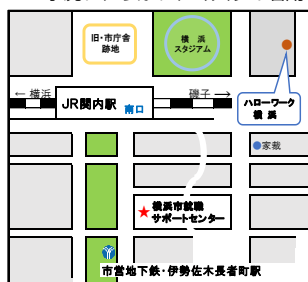 旧・市庁舎
跡地
横浜
スタアジアム
← 横浜
JR関内駅 南口
磯子 →
ハローワーク
横浜
●家裁
★横浜市就職
サポートセンター
市営地下鉄・伊勢佐木長者町駅